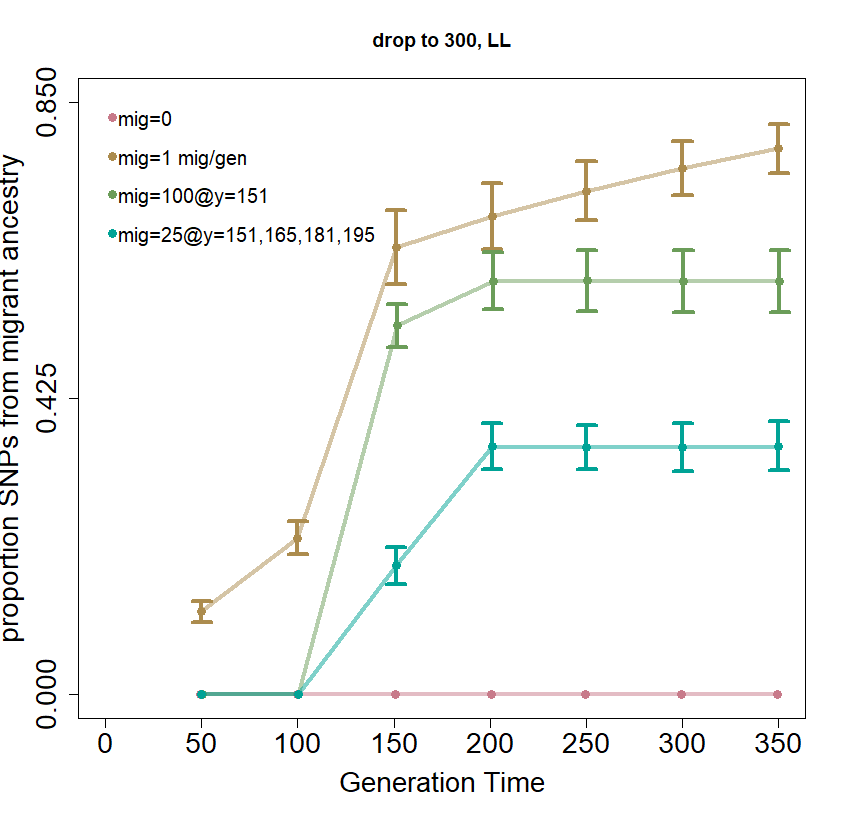 drop to 300, LL
mig=0
mig=1 mig/gen
mig=100@y=151
mig=25@y=151,165,181,195
proportion SNPs from migrant ancestry
0.850
0.425
0.000
0 50 100 150 200 250 300 350
Generation Time